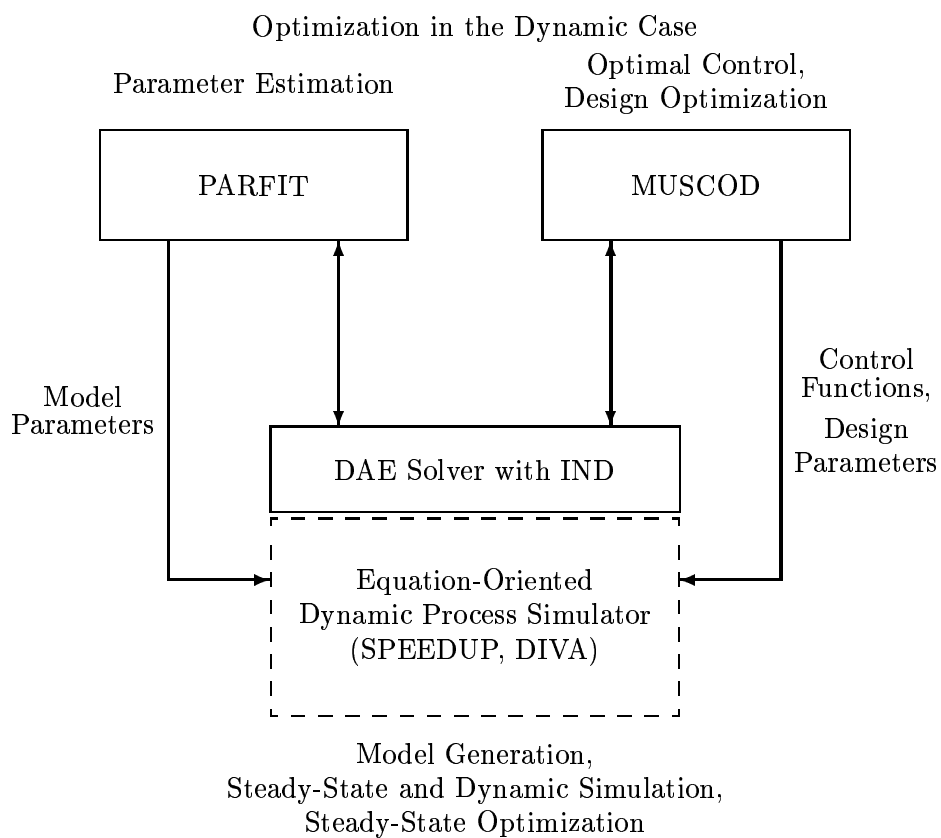 Optimization in the Dynamic Case
Parameter Estimation
Optimal Control,
Design Optimization
PARFIT
MUSCOD
Model
Parameters
Control
Functions,
Design
Parameters
DAE Solver with IND
Equation-Oriented
Dynamic Process Simulator
(SPEEDUP, DIVA)
Model Generation,
Steady-State and Dynamic Simulation,
Steady-State Optimization